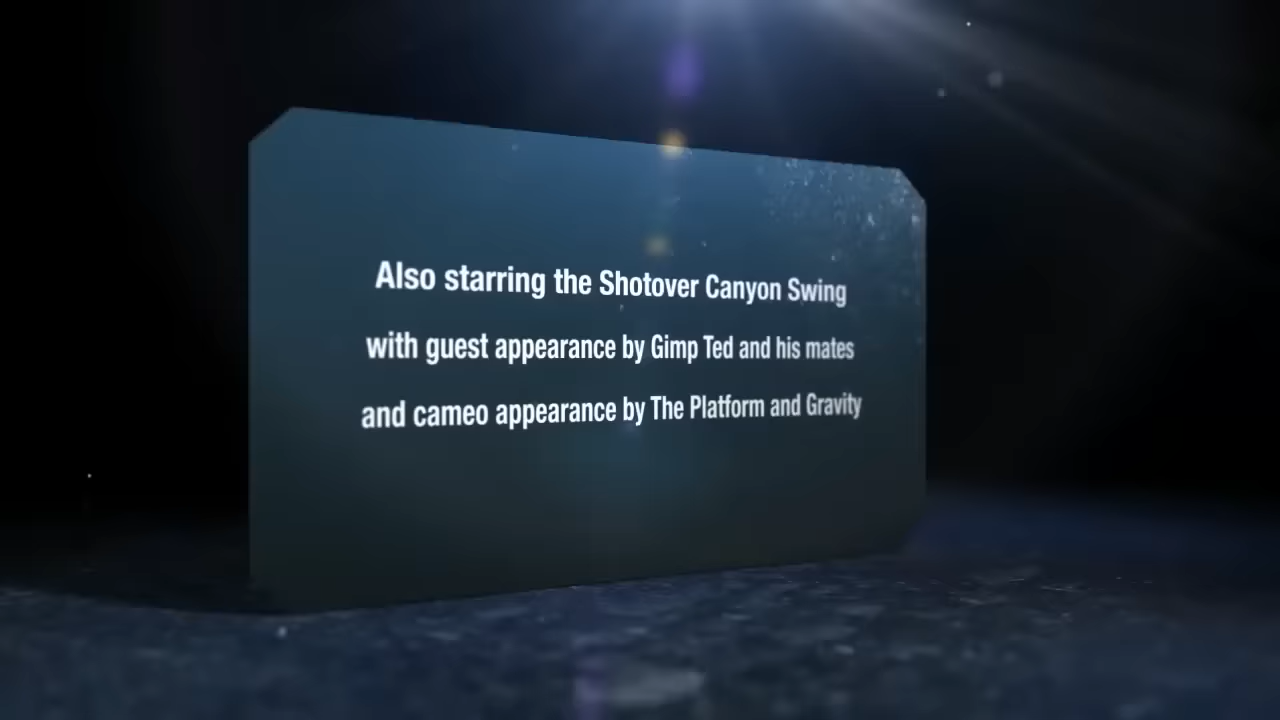 Also starring the Shotover Canyon Swing
with guest appearance by Gimp Ted and his mates
and cameo appearance by The Platform and Gravity